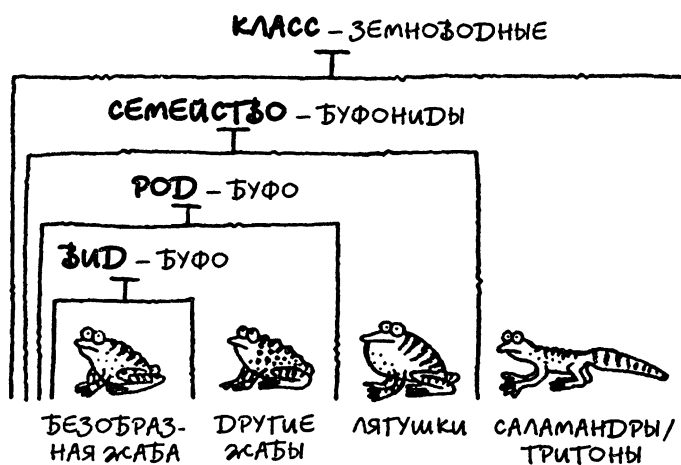 КЛАСС – ЗЕМНОВОДНЫЕ
СЕМЕЙСТВО – БУФОНИДЫ
РОД – БУФО
ВИД – БУФО
БЕЗОБРАЗ-
НАЯ ЖАБА
ДРУГИЕ
ЖАБЫ
ЛЯГУШКИ
САЛАМАНДРЫ/
ТРИТОНЫ